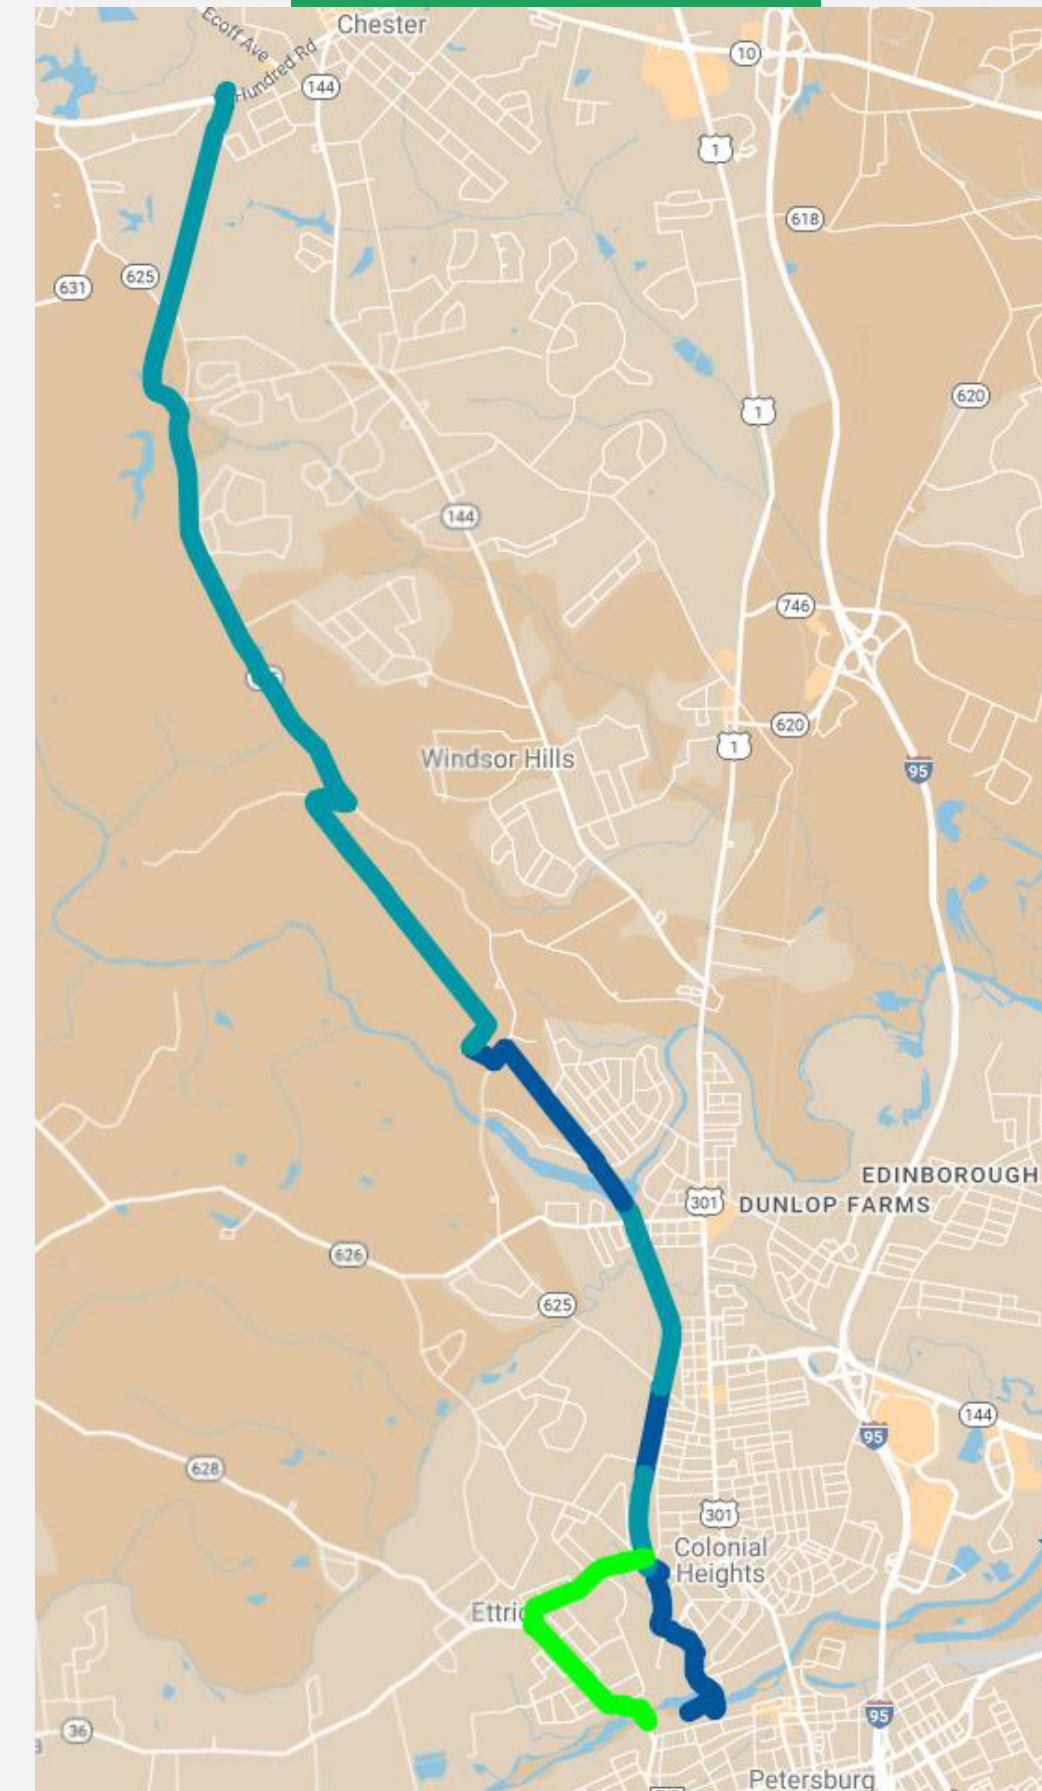 Chester
Ecoff Ave
Hundred Rd
10
144
1
618
625
631
620
1
144
746
620
Windsor Hills
1
95
EDINBOROUGH
301
DUNLOP FARMS
626
625
144
95
628
301
Colonial
Heights
36
95
Petersburg